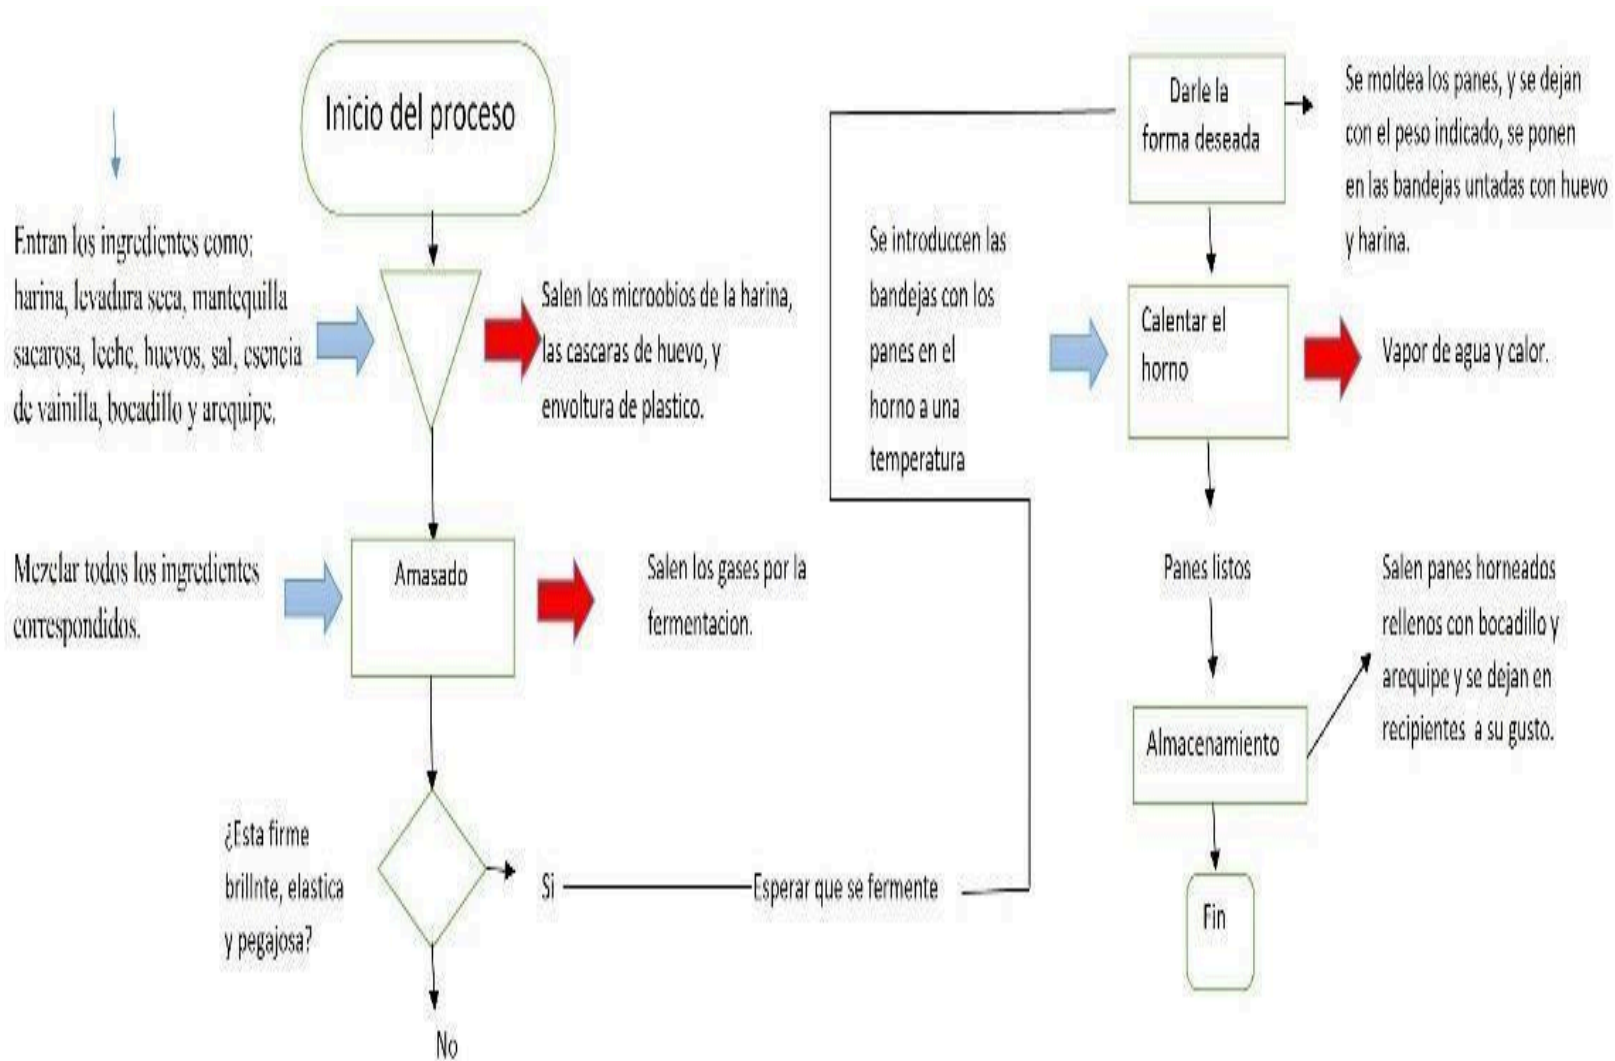 Inicio del proceso
Entran los ingredientes como:
harina, levadura seca, mantequilla
sacarosa, leche, huevos, sal, esencia
de vainilla, bocadillo y arequipe.
Salen los microobios de la harina,
las cascaras de huevo, y
envoltura de plastico.
Mezclar todos los ingredientes
correspondidos.
Amasado
Salen los gases por la
fermentacion.
¿Esta firme
brillnte, elastica
y pegajosa?
Si
Esperar que se fermente
No
Darle la
forma deseada
Se moldea los panes, y se dejan
con el peso indicado, se ponen
en las bandejas untadas con huevo
y harina.
Se introduccen las
bandejas con los
panes en el
horno a una
temperatura
Calentar el
horno
Vapor de agua y calor.
Panes listos
Almacenamiento
Salen panes horneados
rellenos con bocadillo y
arequipe y se dejan en
recipientes a su gusto.
Fin